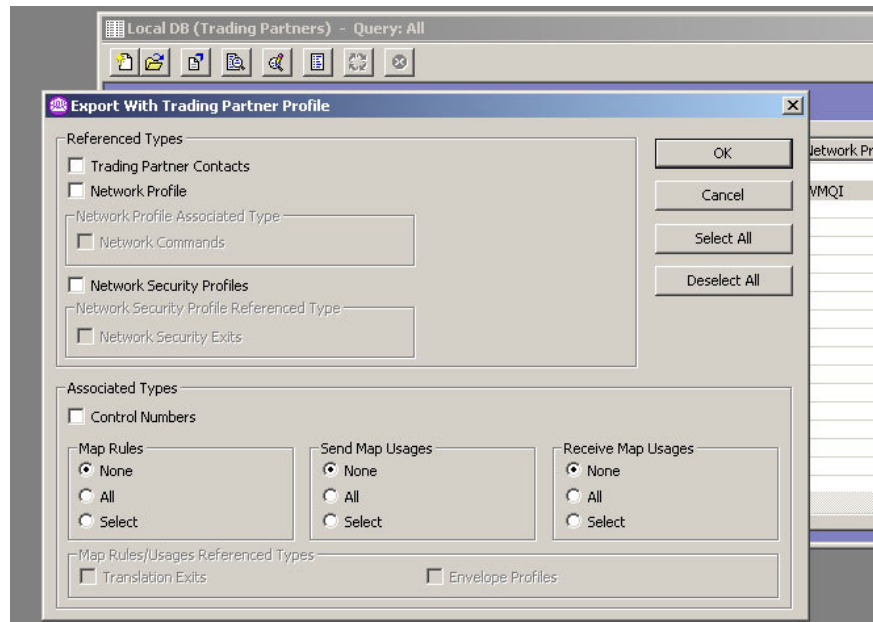 Local DB (Trading Partners) - Query: All
Export With Trading Partner Profile
Referenced Types
Trading Partner Contacts
Network Profile
Network Profile Associated Type
Network Commands
Network Security Profiles
Network Security Profile Referenced Type
Network Security Exits
OK
Cancel
Select All
Deselect All
Network Pr
WMQI
Associated Types
Control Numbers
Map Rules
None
All
Select
Send Map Usages
None
All
Select
Receive Map Usages
None
All
Select
Map Rules/Usages Referenced Types
Translation Exits
Envelope Profiles